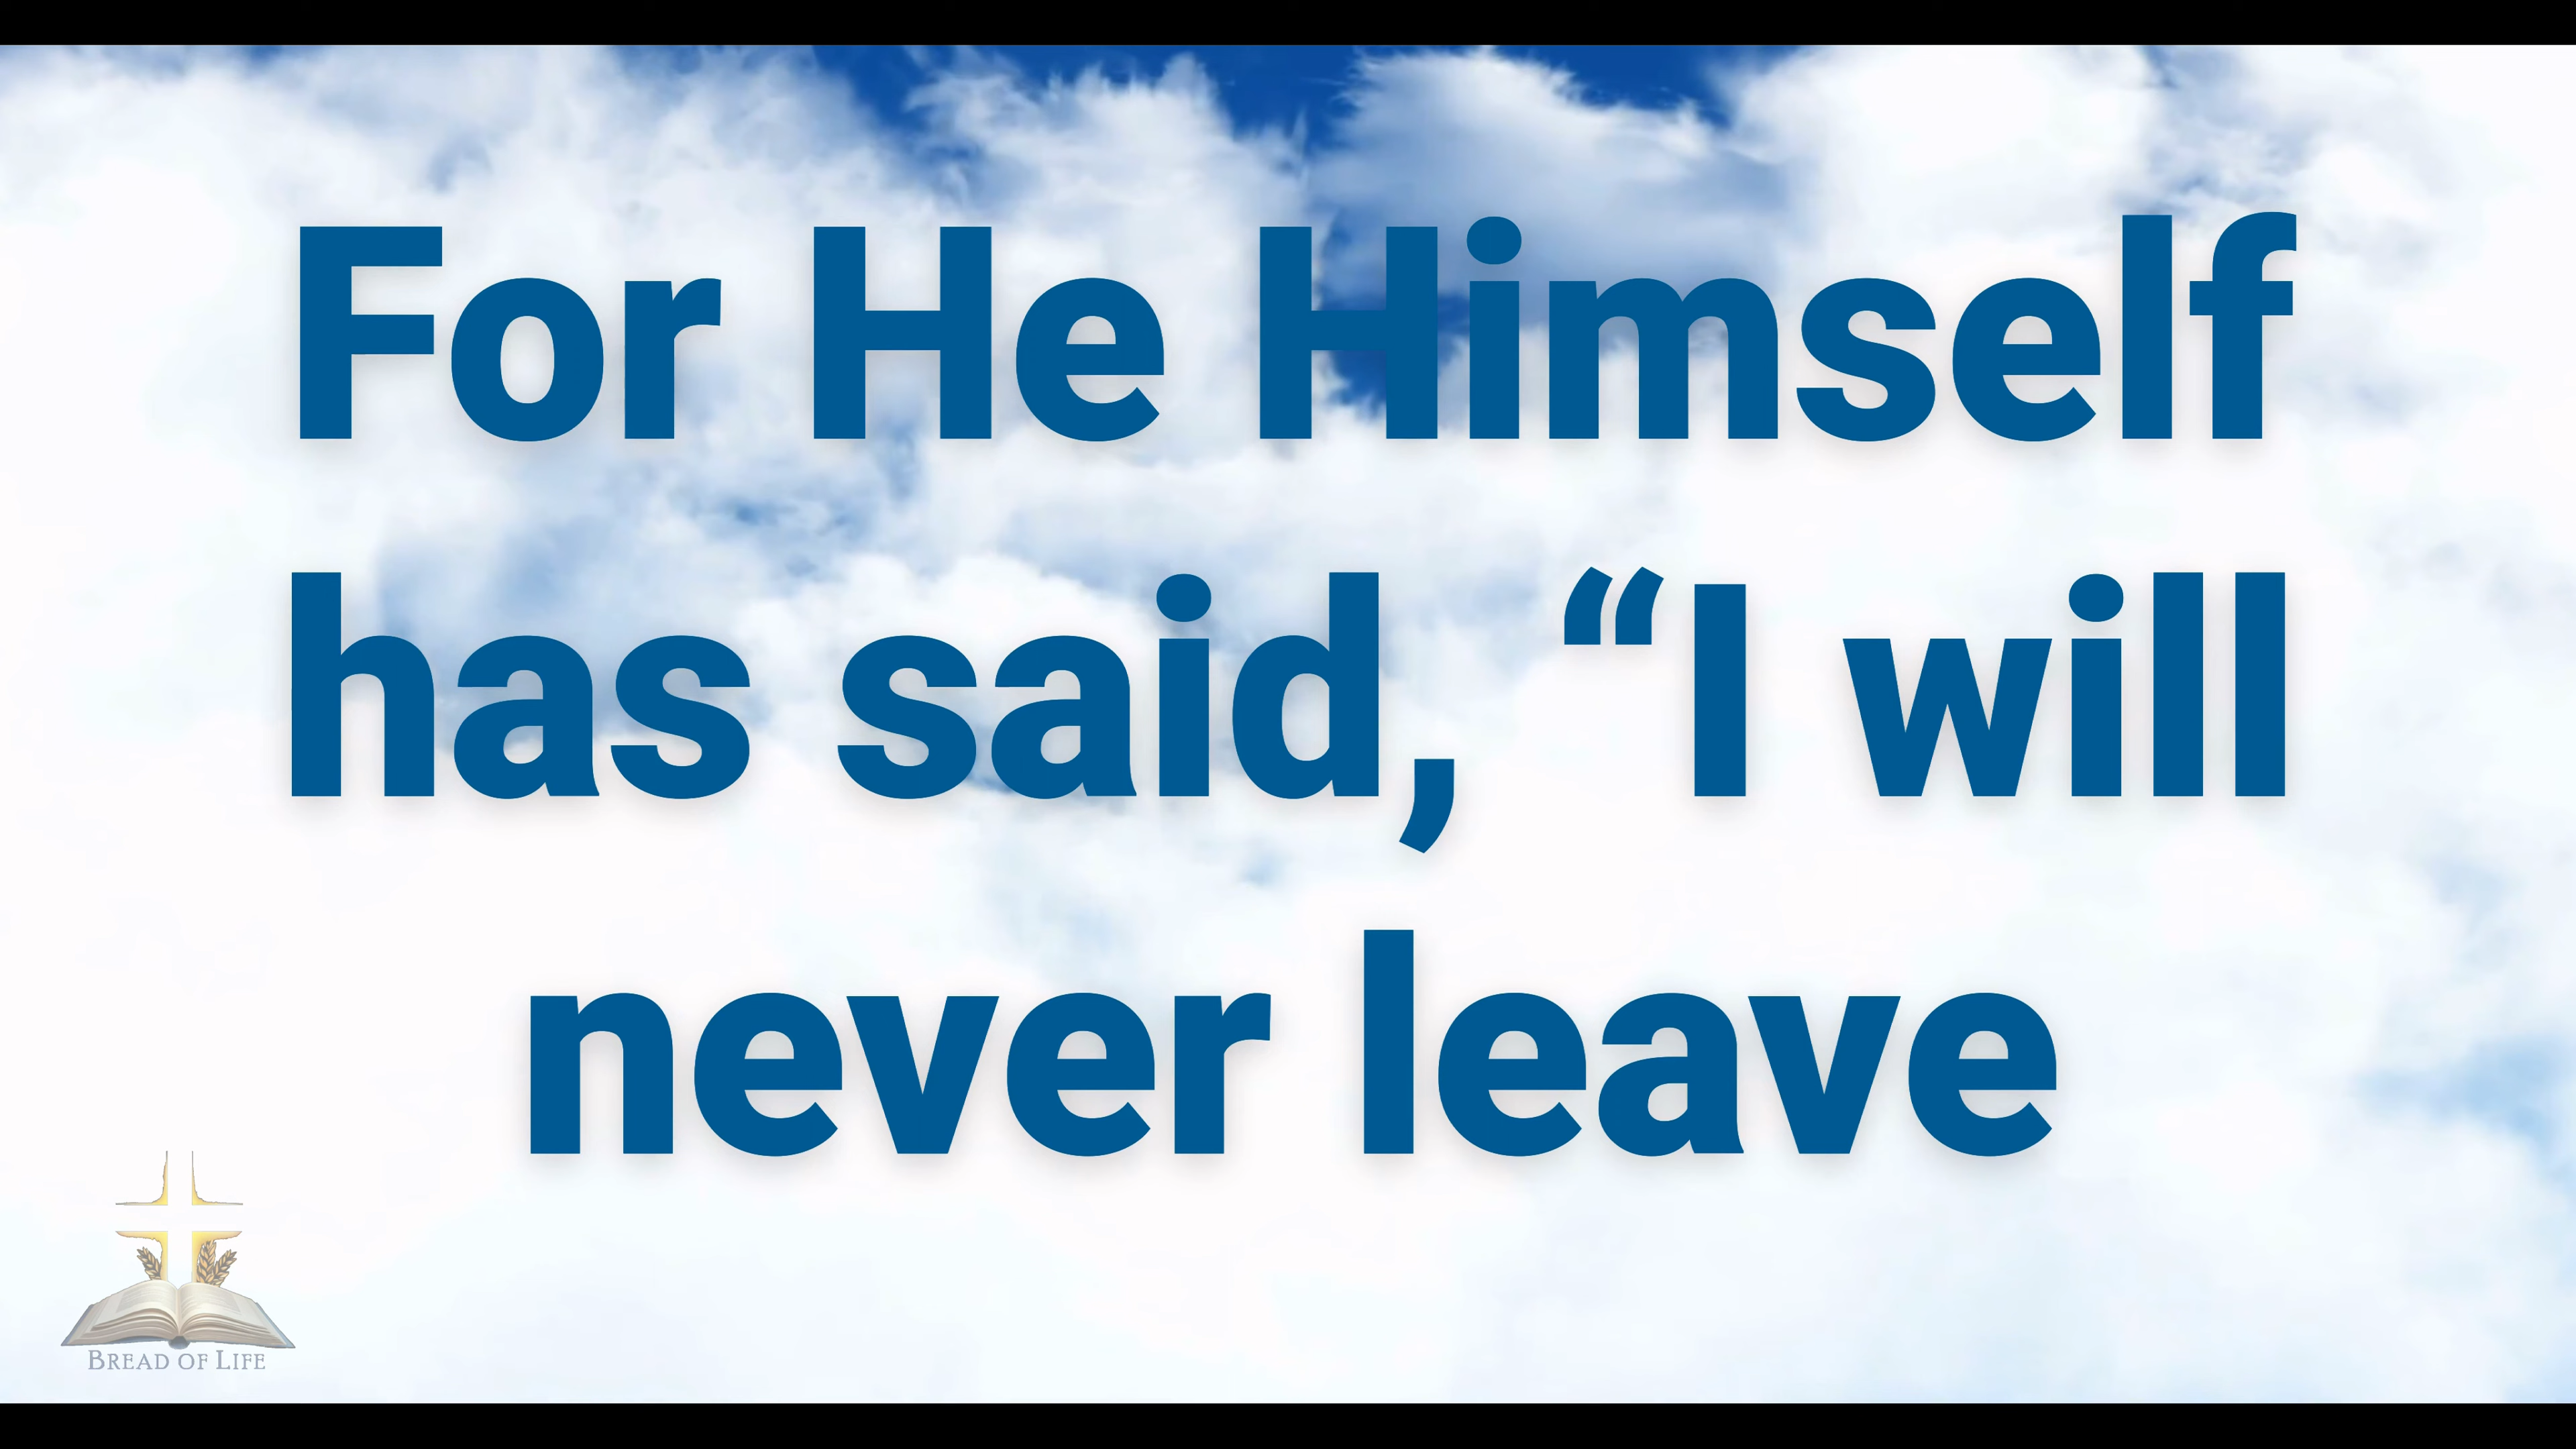 For He Himself
has said, “I will
never leave
BREAD OF LIFE